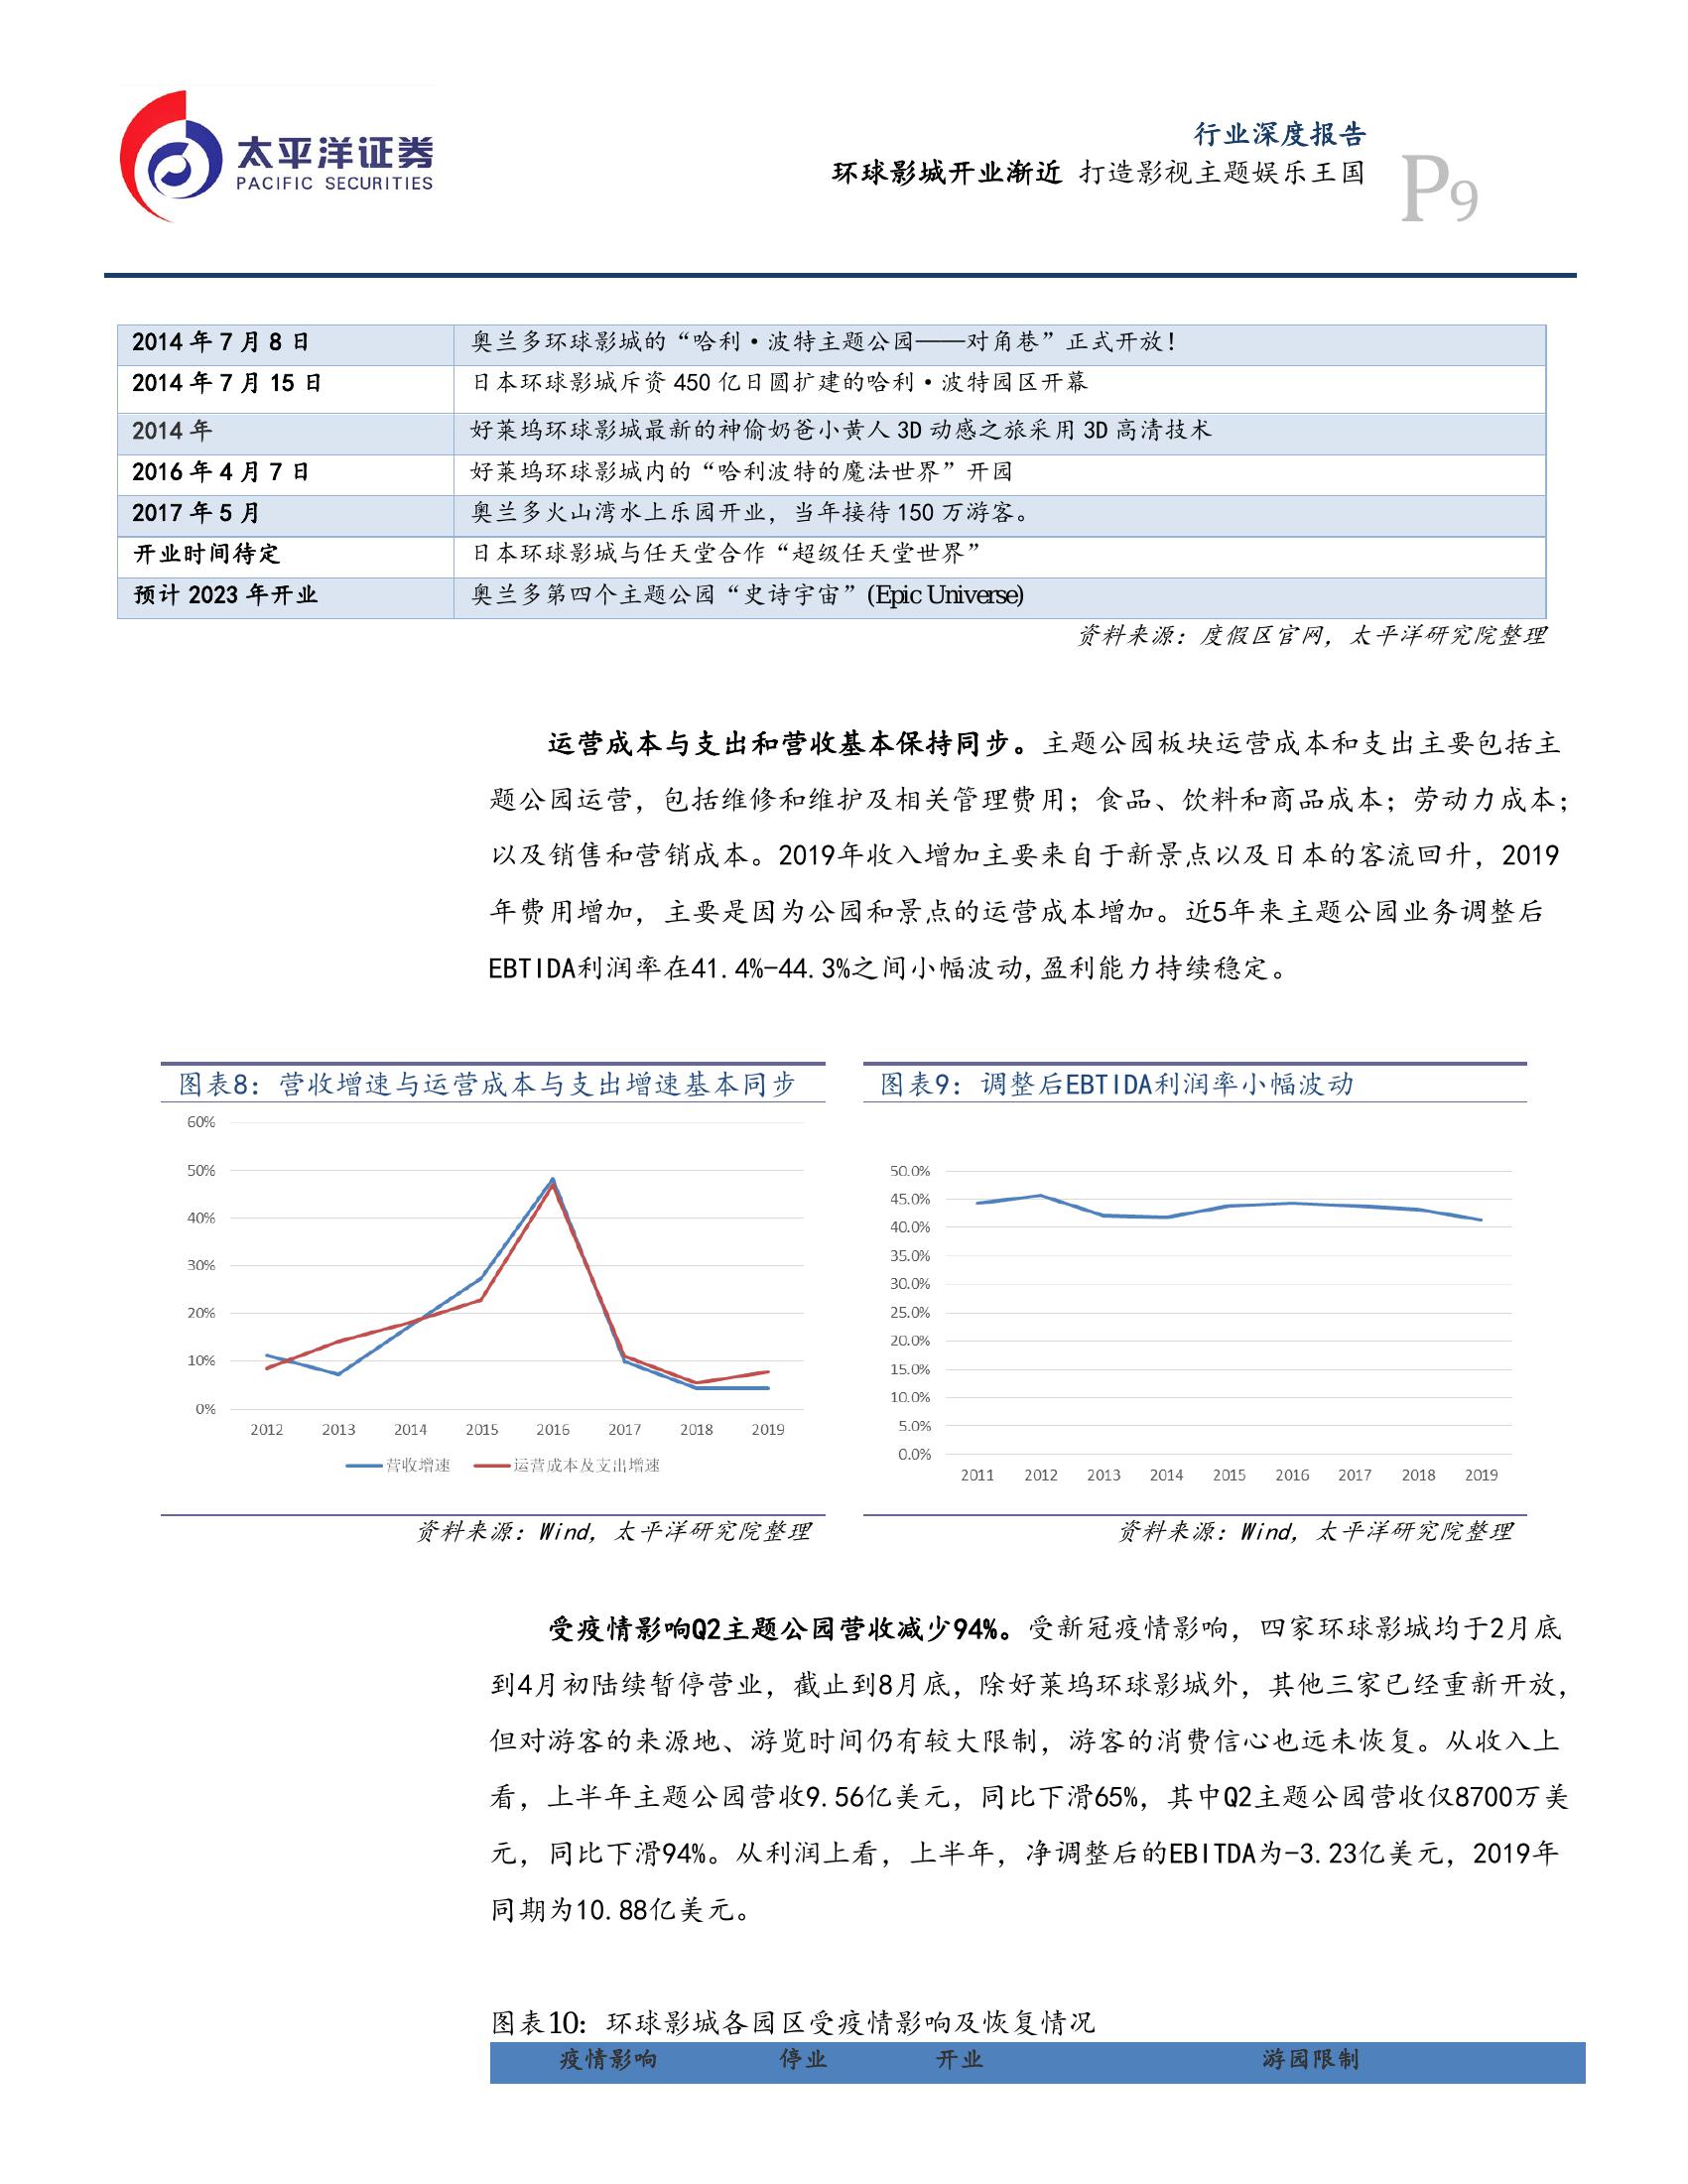 太平洋证券
PACIFIC SECURITIES
行业深度报告
环球影城开业渐近 打造影视主题娱乐王国
P9
2014 年 7 月 8 日 奥兰多环球影城的“哈利·波特主题公园——对角巷”正式开放！
2014 年 7 月 15 日 日本环球影城斥资 450 亿日圆扩建的哈利·波特园区开幕
2014 年 好莱坞环球影城最新的神偷奶爸小黄人 3D 动感之旅采用 3D 高清技术
2016 年 4 月 7 日 好莱坞环球影城内的“哈利波特的魔法世界”开园
2017 年 5 月 奥兰多火山湾水上乐园开业，当年接待 150 万游客。
开业时间待定 日本环球影城与任天堂合作“超级任天堂世界”
预计 2023 年开业 奥兰多第四个主题公园“史诗宇宙”(Epic Universe)
资料来源：度假区官网，太平洋研究院整理
运营成本与支出和营收基本保持同步。主题公园板块运营成本和支出主要包括主
题公园运营，包括维修和维护及相关管理费用；食品、饮料和商品成本；劳动力成本；
以及销售和营销成本。2019年收入增加主要来自于新景点以及日本的客流回升，2019
年费用增加，主要是因为公园和景点的运营成本增加。近5年来主题公园业务调整后
EBTIDA利润率在41.4%-44.3%之间小幅波动,盈利能力持续稳定。
图表8：营收增速与运营成本与支出增速基本同步
60%
50%
40%
30%
20%
10%
0%
2012 2013 2014 2015 2016 2017 2018 2019
营收增速 运营成本及支出增速
资料来源：Wind，太平洋研究院整理
图表9：调整后EBTIDA利润率小幅波动
50.0%
45.0%
40.0%
35.0%
30.0%
25.0%
20.0%
15.0%
10.0%
5.0%
0.0%
2011 2012 2013 2014 2015 2016 2017 2018 2019
资料来源：Wind，太平洋研究院整理
受疫情影响Q2主题公园营收减少94%。受新冠疫情影响，四家环球影城均于2月底
到4月初陆续暂停营业，截止到8月底，除好莱坞环球影城外，其他三家已经重新开放，
但对游客的来源地、游览时间仍有较大限制，游客的消费信心也远未恢复。从收入上
看，上半年主题公园营收9.56亿美元，同比下滑65%，其中Q2主题公园营收仅8700万美
元，同比下滑94%。从利润上看，上半年，净调整后的EBITDA为-3.23亿美元，2019年
同期为10.88亿美元。
图表10：环球影城各园区受疫情影响及恢复情况
疫情影响 停业 开业 游园限制